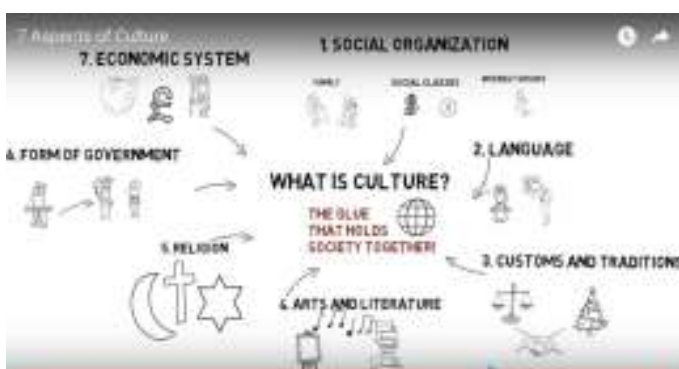 7 Aspects of Culture
7. ECONOMIC SYSTEM
1. SOCIAL ORGANIZATION
FAMILY
SOCIAL CLASSES
INTEREST GROUPS
6. FORM OF GOVERNMENT
2. LANGUAGE
WHAT IS CULTURE?
THE GLUE
THAT HOLDS
SOCIETY TOGETHER!
5. RELIGION
3. CUSTOMS AND TRADITIONS
4. ARTS AND LITERATURE